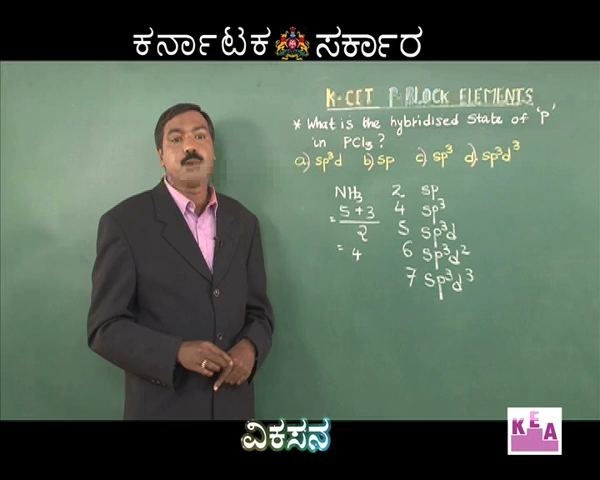 ಕರ್ನಾಟಕ ಸರ್ಕಾರ
K-CET P-BLOCK ELEMENTS
* What is the hybridised state of 'P'
in PCl₃ ?
a) sp³d b) sp c) sp³ d) sp³d³
NH₃ 2 sp
= 5+3 / 2 4 sp³
5 sp³d
= 4 6 sp³d²
7 sp³d³
ವಿಕಸನ
KEA